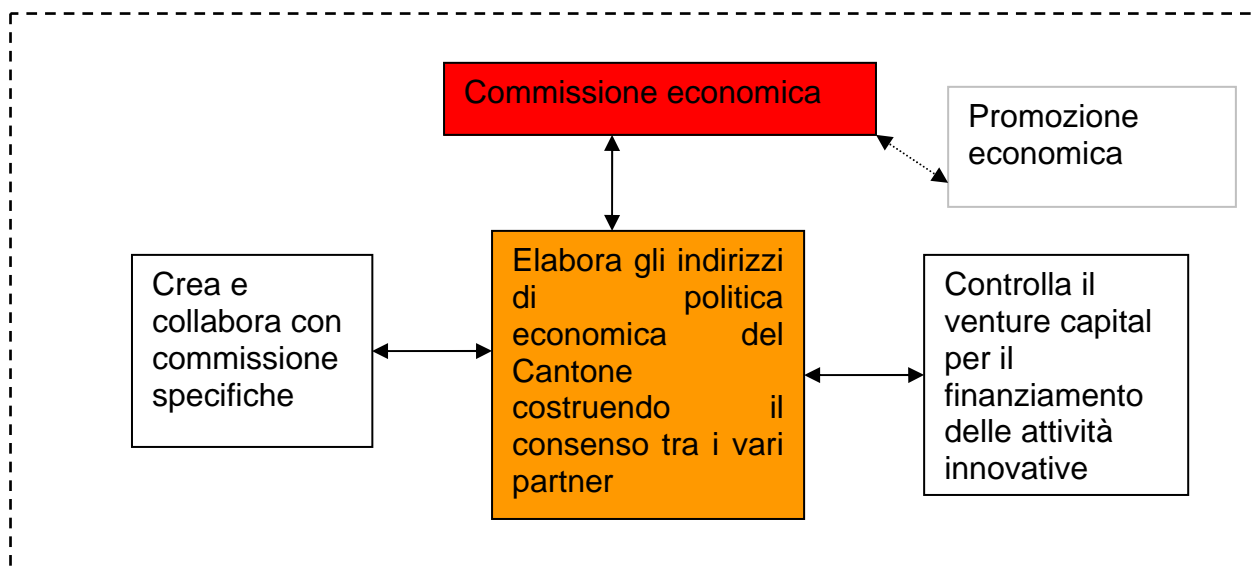 Commissione economica
Promozione
economica
Crea e
collabora con
commissione
specifiche
Elabora gli indirizzi
di politica
economica del
Cantone
costruendo il
consenso tra i vari
partner
Controlla il
venture capital
per il
finanziamento
delle attività
innovative